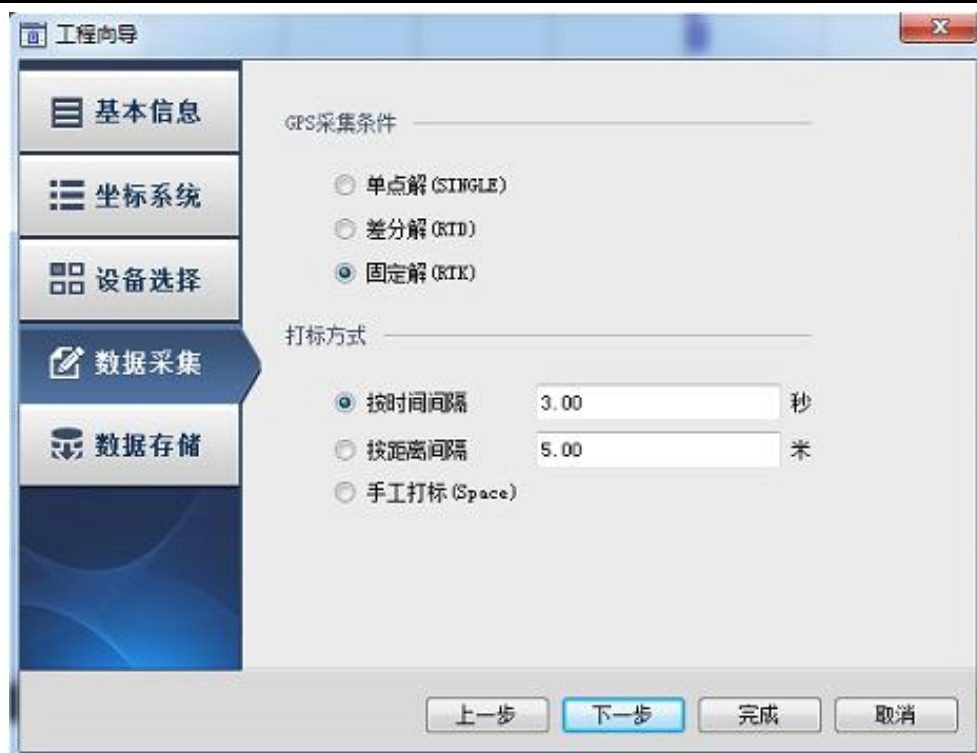 工程向导
基本信息
坐标系统
设备选择
数据采集
数据存储
GPS采集条件
单点解(SINGLE)
差分解(RTD)
固定解(RTK)
打标方式
按时间间隔 3.00 秒
按距离间隔 5.00 米
手工打标(Space)
上一步 下一步 完成 取消